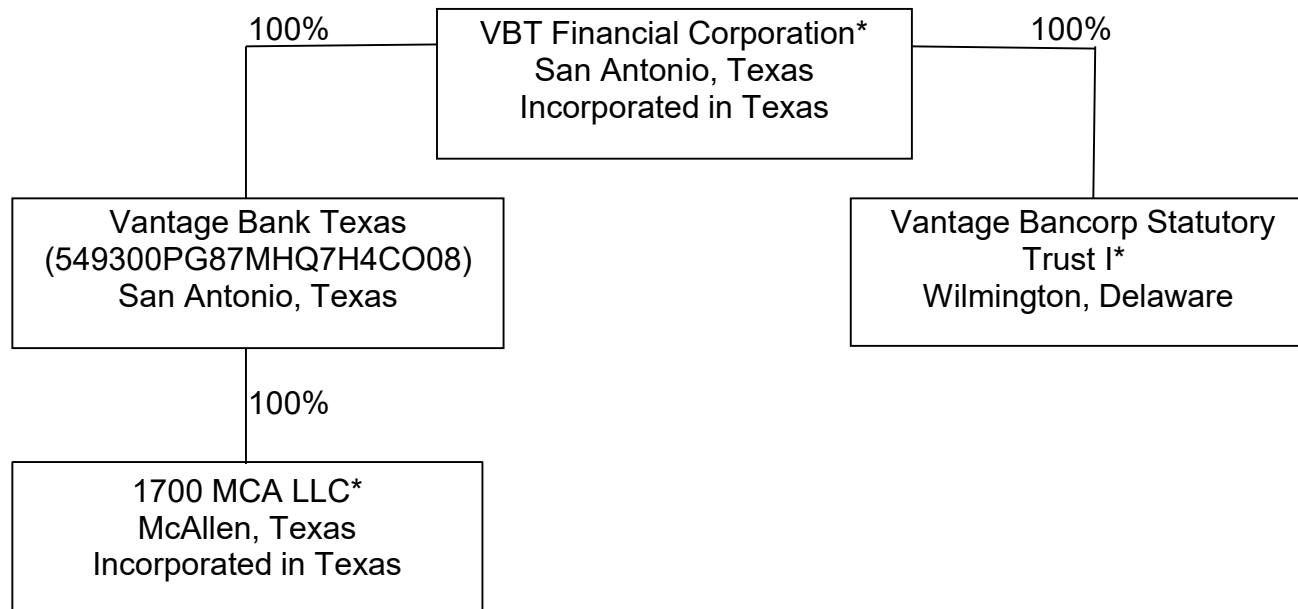 100%
VBT Financial Corporation*
San Antonio, Texas
Incorporated in Texas
100%
Vantage Bank Texas
(549300PG87MHQ7H4CO08)
San Antonio, Texas
Vantage Bancorp Statutory
Trust I*
Wilmington, Delaware
100%
1700 MCA LLC*
McAllen, Texas
Incorporated in Texas